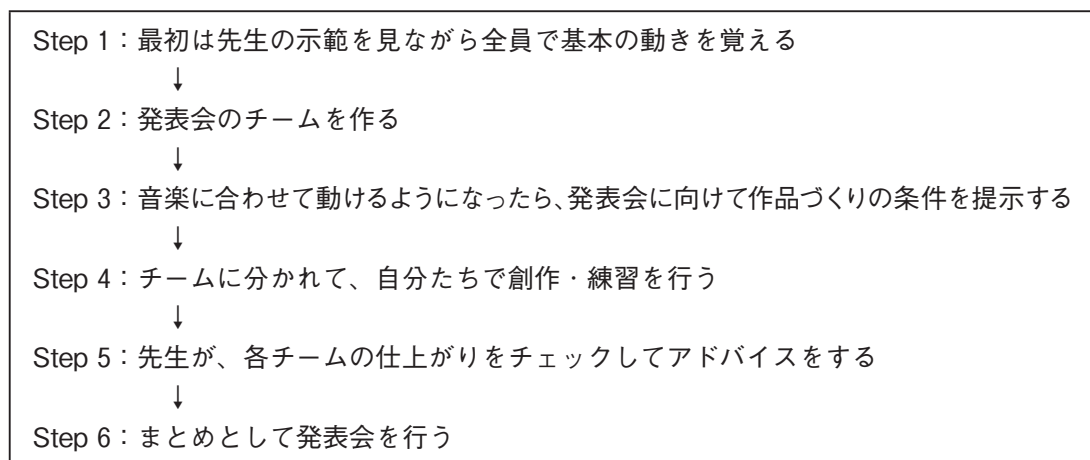 Step 1：最初は先生の示範を見ながら全員で基本の動きを覚える
↓
Step 2：発表会のチームを作る
↓
Step 3：音楽に合わせて動けるようになったら、発表会に向けて作品づくりの条件を提示する
↓
Step 4：チームに分かれて、自分たちで創作・練習を行う
↓
Step 5：先生が、各チームの仕上がりをチェックしてアドバイスをする
↓
Step 6：まとめとして発表会を行う